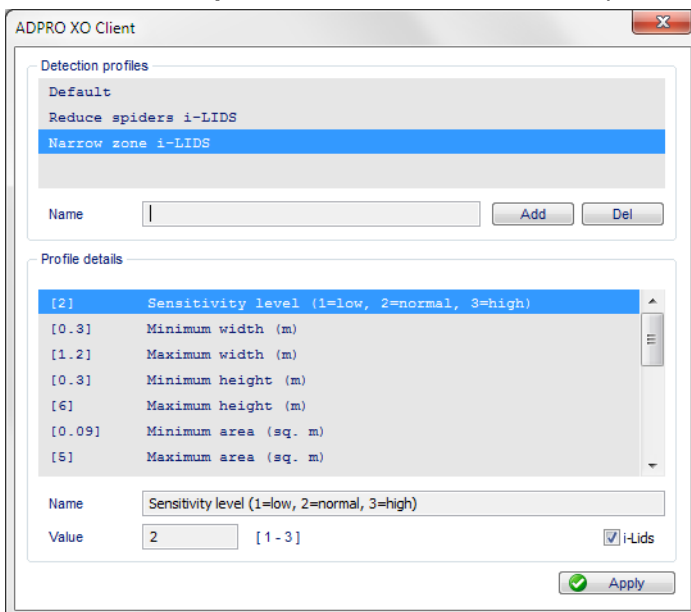 ADPRO XO Client
Detection profiles
Default
Reduce spiders i-LIDS
Narrow zone i-LIDS
Name
Add
Del
Profile details
[2] Sensitivity level (1=low, 2=normal, 3=high)
[0.3] Minimum width (m)
[1.2] Maximum width (m)
[0.3] Minimum height (m)
[6] Maximum height (m)
[0.09] Minimum area (sq. m)
[5] Maximum area (sq. m)
Name Sensitivity level (1=low, 2=normal, 3=high)
Value 2 [1-3] i-Lids
Apply